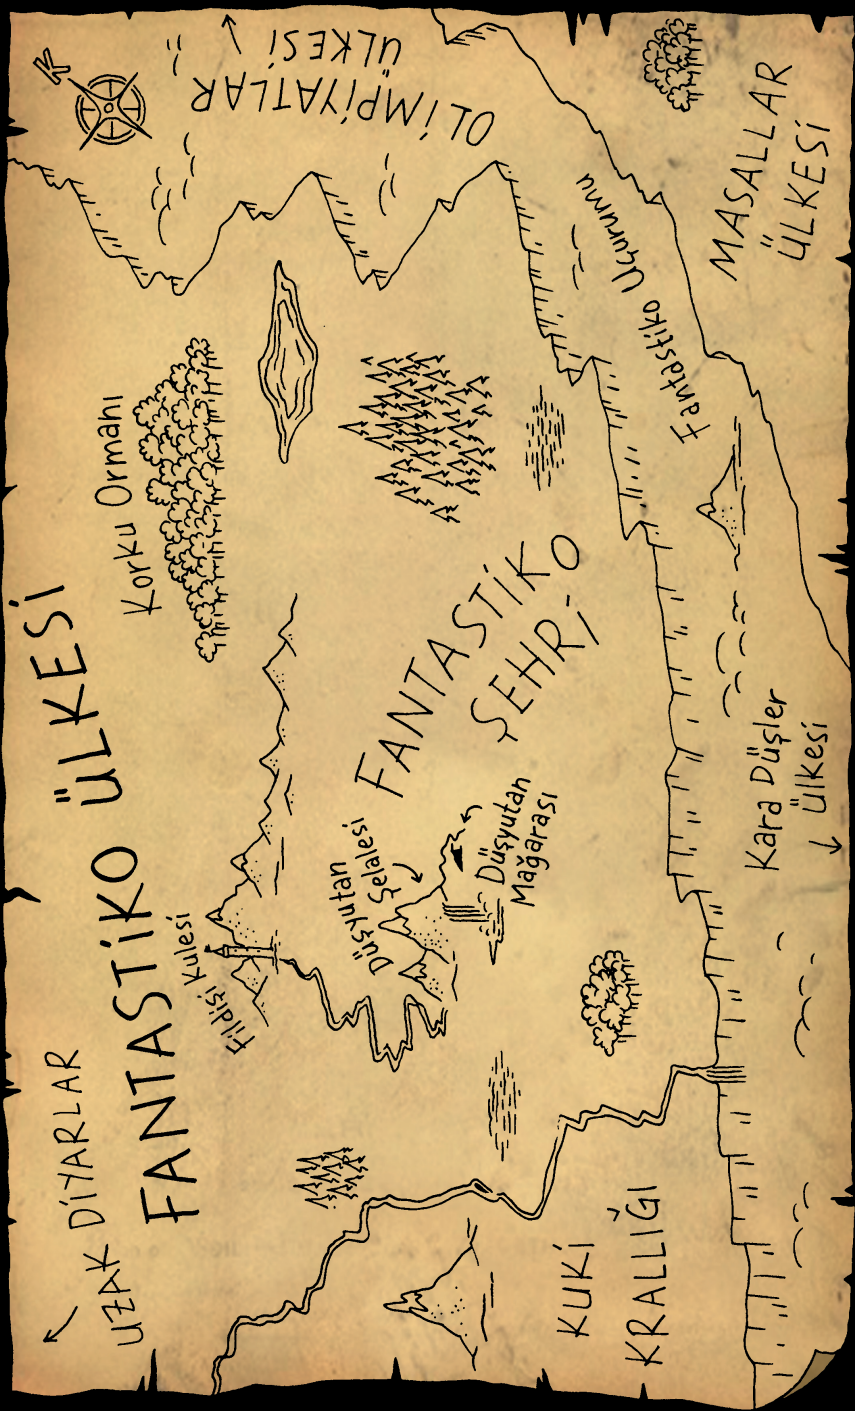 UZAK DİYARLAR
FANTASTİKO ÜLKESİ
Korku Ormanı
K
OLİMPİYATLAR
ÜLKESİ
Fildişi Kulesi
Düşyutan
Şelalesi
Düşyutan
Mağarası
FANTASTİKO
ŞEHRİ
Fantastiko Uçurumu
MASALLAR
ÜLKESİ
KUKİ
KRALLIĞI
Kara Düşler
Ülkesi